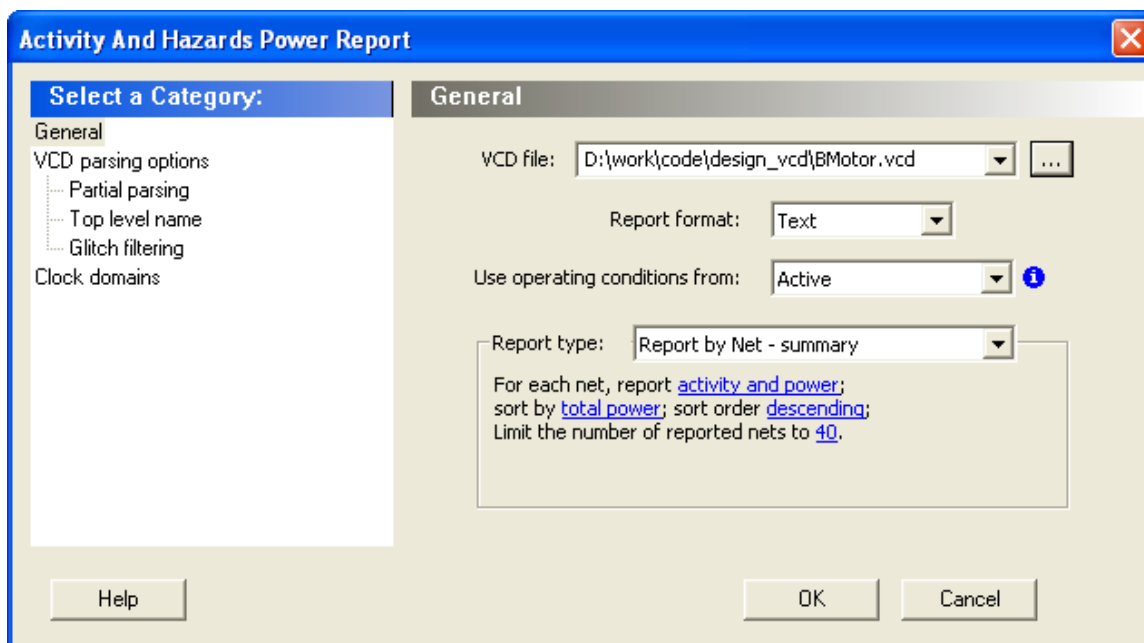 Activity And Hazards Power Report
Select a Category:
General
VCD parsing options
Partial parsing
Top level name
Glitch filtering
Clock domains
General
VCD file: D:\work\code\design_vcd\BMotor.vcd ...
Report format: Text
Use operating conditions from: Active
Report type: Report by Net - summary
For each net, report activity and power;
sort by total power; sort order descending;
Limit the number of reported nets to 40.
Help
OK
Cancel